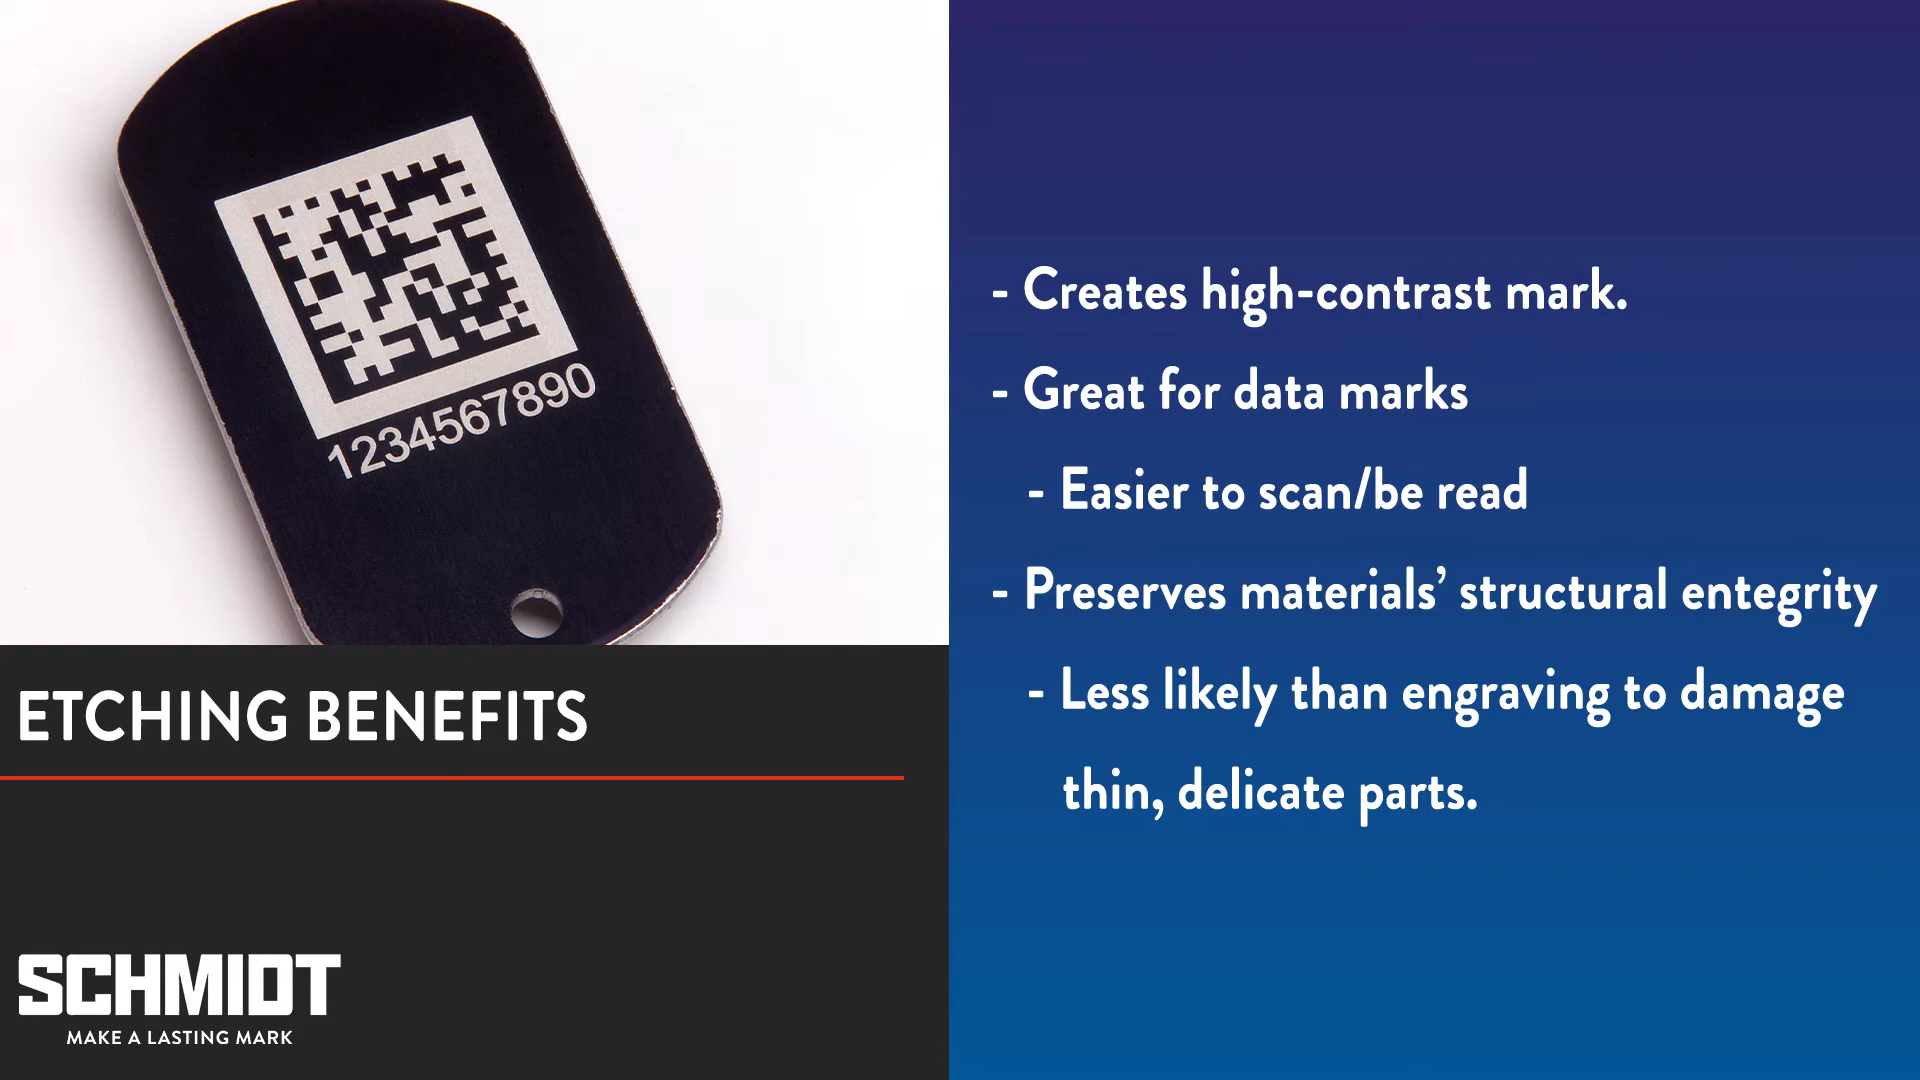 1234567890
ETCHING BENEFITS
SCHMIDT
MAKE A LASTING MARK
- Creates high-contrast mark.
- Great for data marks
- Easier to scan/be read
- Preserves materials’ structural entegrity
- Less likely than engraving to damage
thin, delicate parts.